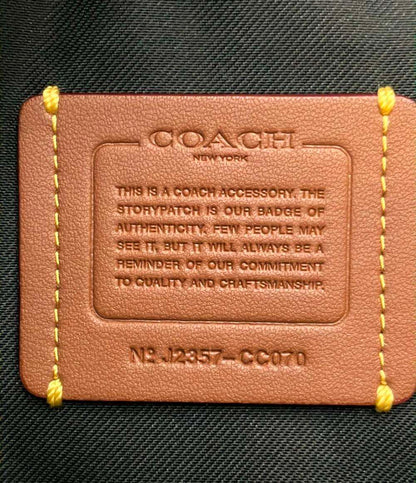 COACH
NEW YORK
THIS IS A COACH ACCESSORY. THE
STORYPATCH IS OUR BADGE OF
AUTHENTICITY. FEW PEOPLE MAY
SEE IT, BUT IT WILL ALWAYS BE A
REMINDER OF OUR COMMITMENT
TO QUALITY AND CRAFTSMANSHIP.
Nº J2357-CC070